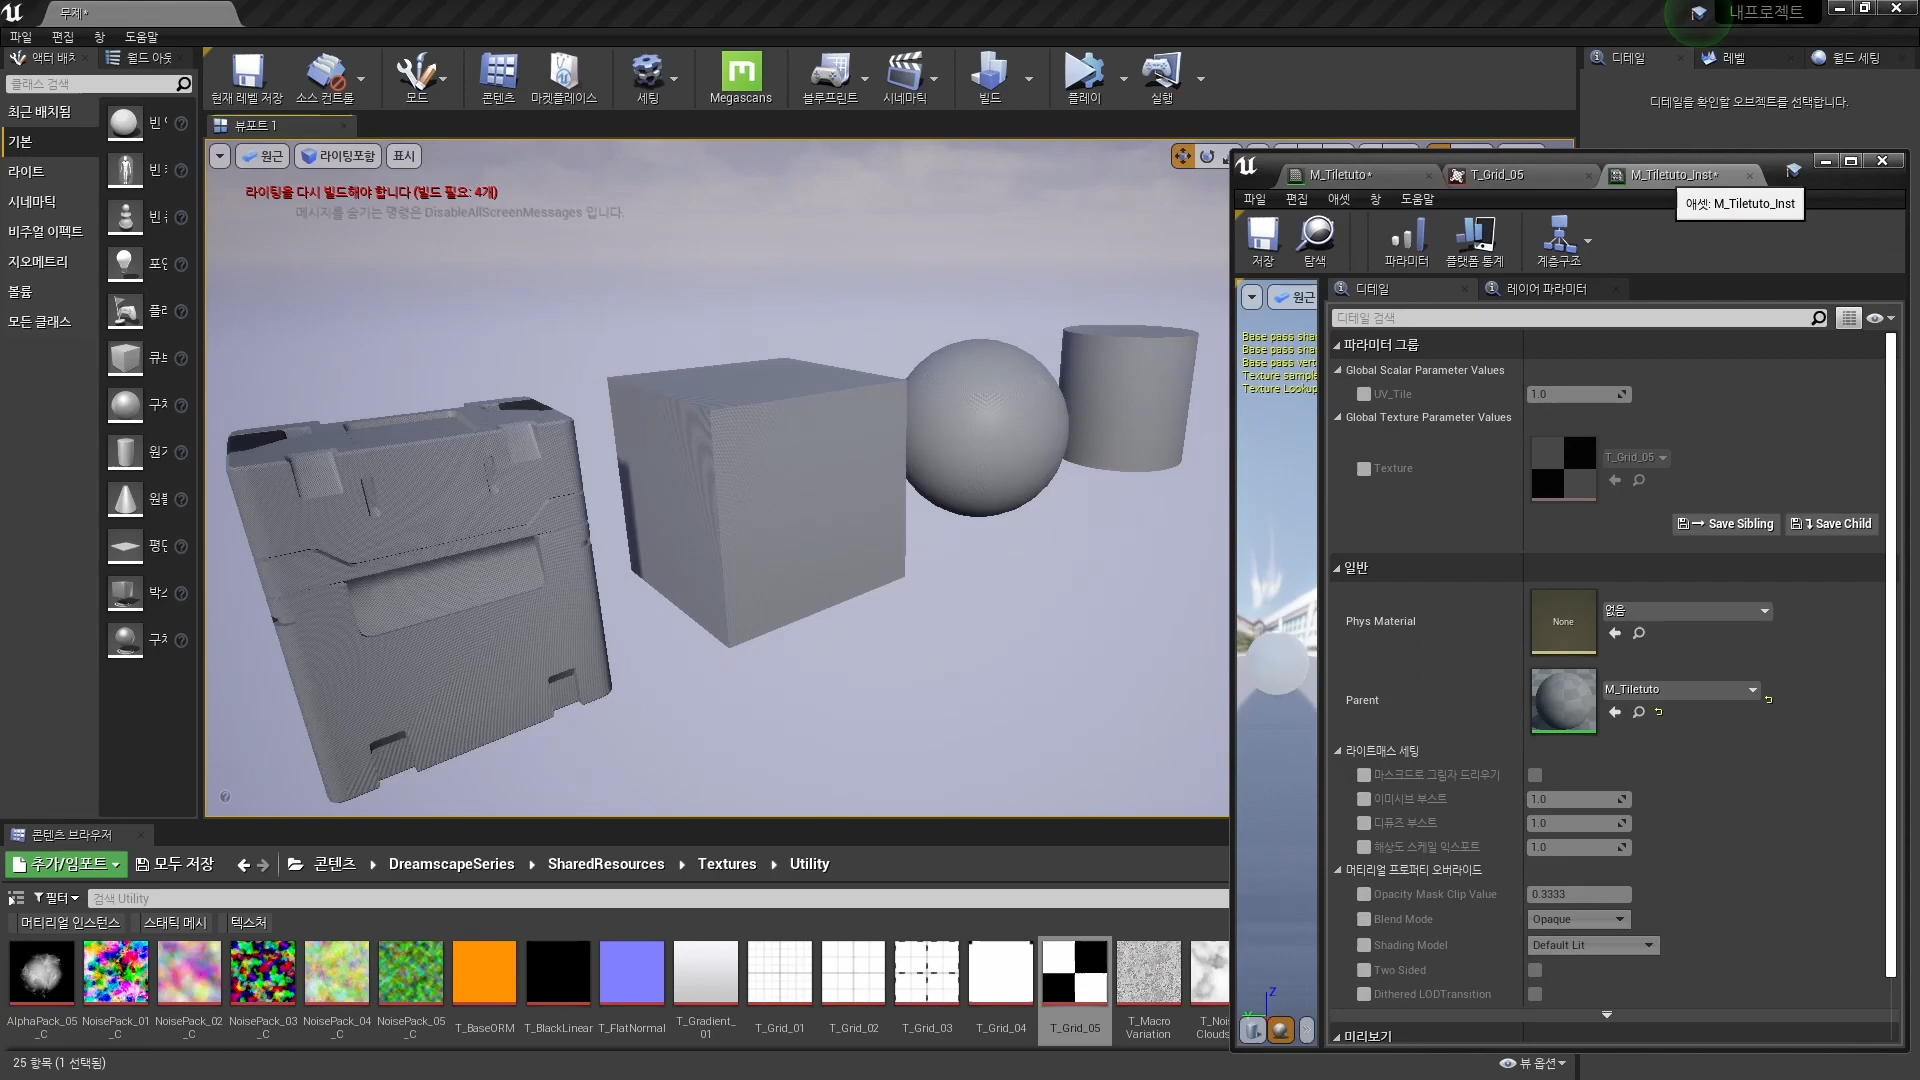 무제*
내프로젝트
파일 편집 창 도움말
액터 배치
월드 아웃
클래스 검색
최근 배치됨
기본
라이트
시네마틱
비주얼 이펙트
지오메트리
볼륨
모든 클래스
현재 레벨 저장
소스 컨트롤
모드
콘텐츠
마켓플레이스
세팅
Megascans
블루프린트
시네마틱
빌드
플레이
실행
뷰포트 1
원근
라이팅포함
표시
라이팅을 다시 빌드해야 합니다 (빌드 필요: 4개)
메시지를 숨기는 명령은 DisableAllScreenMessages 입니다.
디테일
레벨
월드 세팅
디테일을 확인할 오브젝트를 선택합니다.
M_Tiletuto*
T_Grid_05
M_Tiletuto_Inst*
애셋: M_Tiletuto_Inst
파일 편집 애셋 창 도움말
저장
탐색
파라미터
플랫폼 통계
계층구조
원근
Base pass sha
Base pass sha
Base pass vert
Texture sample
Texture Lookup
디테일
레이어 파라미터
디테일 검색
파라미터 그룹
Global Scalar Parameter Values
UV_Tile
1.0
Global Texture Parameter Values
Texture
T_Grid_05
Save Sibling
Save Child
일반
Phys Material
None
없음
Parent
M_Tiletuto
라이트매스 세팅
마스크드로 그림자 드리우기
이미시브 부스트
1.0
디퓨즈 부스트
1.0
해상도 스케일 익스포트
1.0
머티리얼 프로퍼티 오버라이드
Opacity Mask Clip Value
0.3333
Blend Mode
Opaque
Shading Model
Default Lit
Two Sided
Dithered LODTransition
미리보기
콘텐츠 브라우저
추가/임포트
모두 저장
콘텐츠
DreamscapeSeries
SharedResources
Textures
Utility
필터
검색 Utility
머티리얼 인스턴스
스태틱 메시
텍스처
AlphaPack_05_C
NoisePack_01_C
NoisePack_02_C
NoisePack_03_C
NoisePack_04_C
NoisePack_05_C
T_BaseORM
T_BlackLinear
T_FlatNormal
T_Gradient_01
T_Grid_01
T_Grid_02
T_Grid_03
T_Grid_04
T_Grid_05
T_Macro Variation
25 항목 (1 선택됨)
뷰 옵션